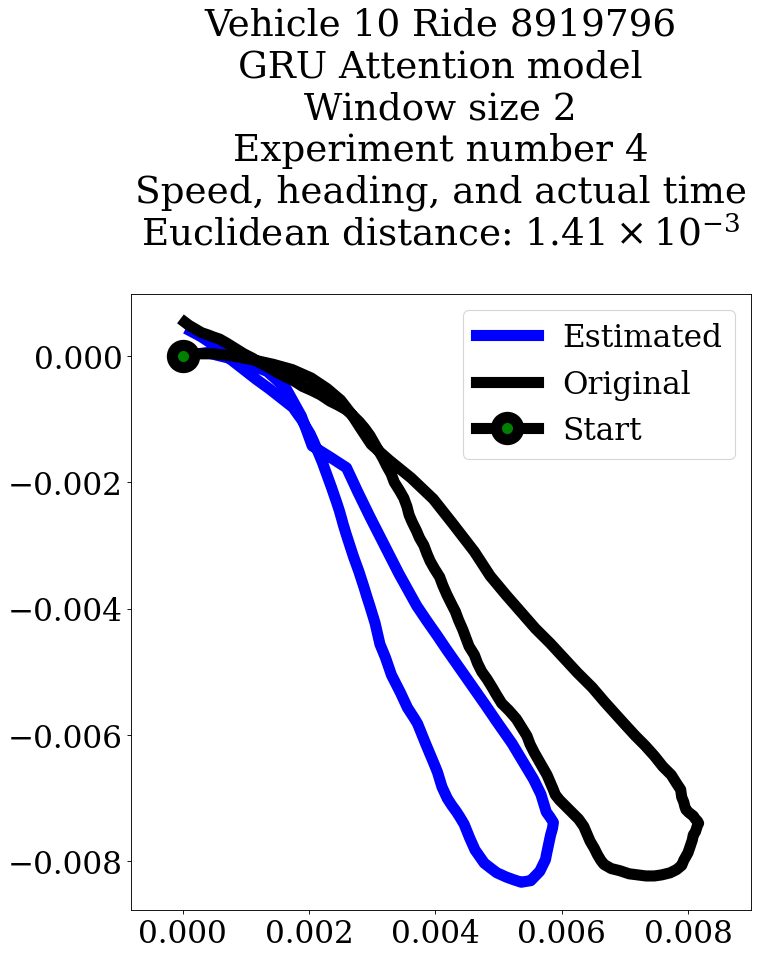 Vehicle 10 Ride 8919796
GRU Attention model
Window size 2
Experiment number 4
Speed, heading, and actual time
Euclidean distance: 1.41 × 10⁻³
Estimated
Original
Start
0.000
−0.002
−0.004
−0.006
−0.008
0.000 0.002 0.004 0.006 0.008